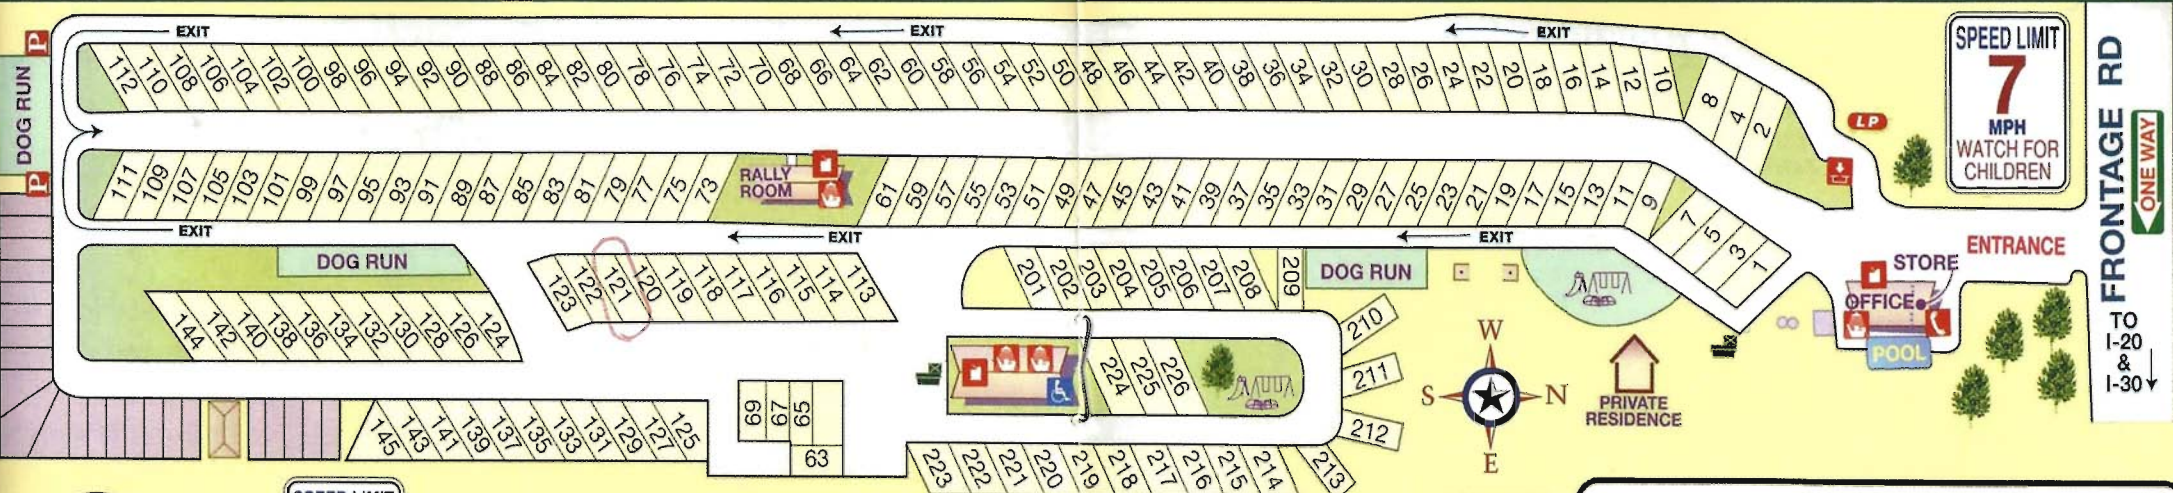 EXIT
EXIT
EXIT
112 110 108 106 104 102 100 98 96 94 92 90 88 86 84 82 80 78 76 74 72 70 68 66 64 62 60 58 56 54 52 50 48 46 44 42 40 38 36 34 32 30 28 26 24 22 20 18 16 14 12 10 8 4 2
P
DOG RUN
P
LP
SPEED LIMIT
7
MPH
WATCH FOR
CHILDREN
FRONTAGE RD
ONE WAY
TO
I-20
&
I-30
111 109 107 105 103 101 99 97 95 93 91 89 87 85 83 81 79 77 75 73
RALLY
ROOM
61 59 57 55 53 51 49 47 45 43 41 39 37 35 33 31 29 27 25 23 21 19 17 15 13 11 9 7 5 3 1
EXIT
EXIT
EXIT
ENTRANCE
STORE
OFFICE
POOL
DOG RUN
144 142 140 138 136 134 132 130 128 126 124
123 122 121 120 119 118 117 116 115 114 113
201 202 203 204 205 206 207 208 209
DOG RUN
210
211
212
224 225 226
W
S
N
E
PRIVATE
RESIDENCE
145 143 141 139 137 135 133 131 129 127 125
69 67 65
63
223 222 221 220 219 218 217 216 215 214 213
SPEED LIMIT